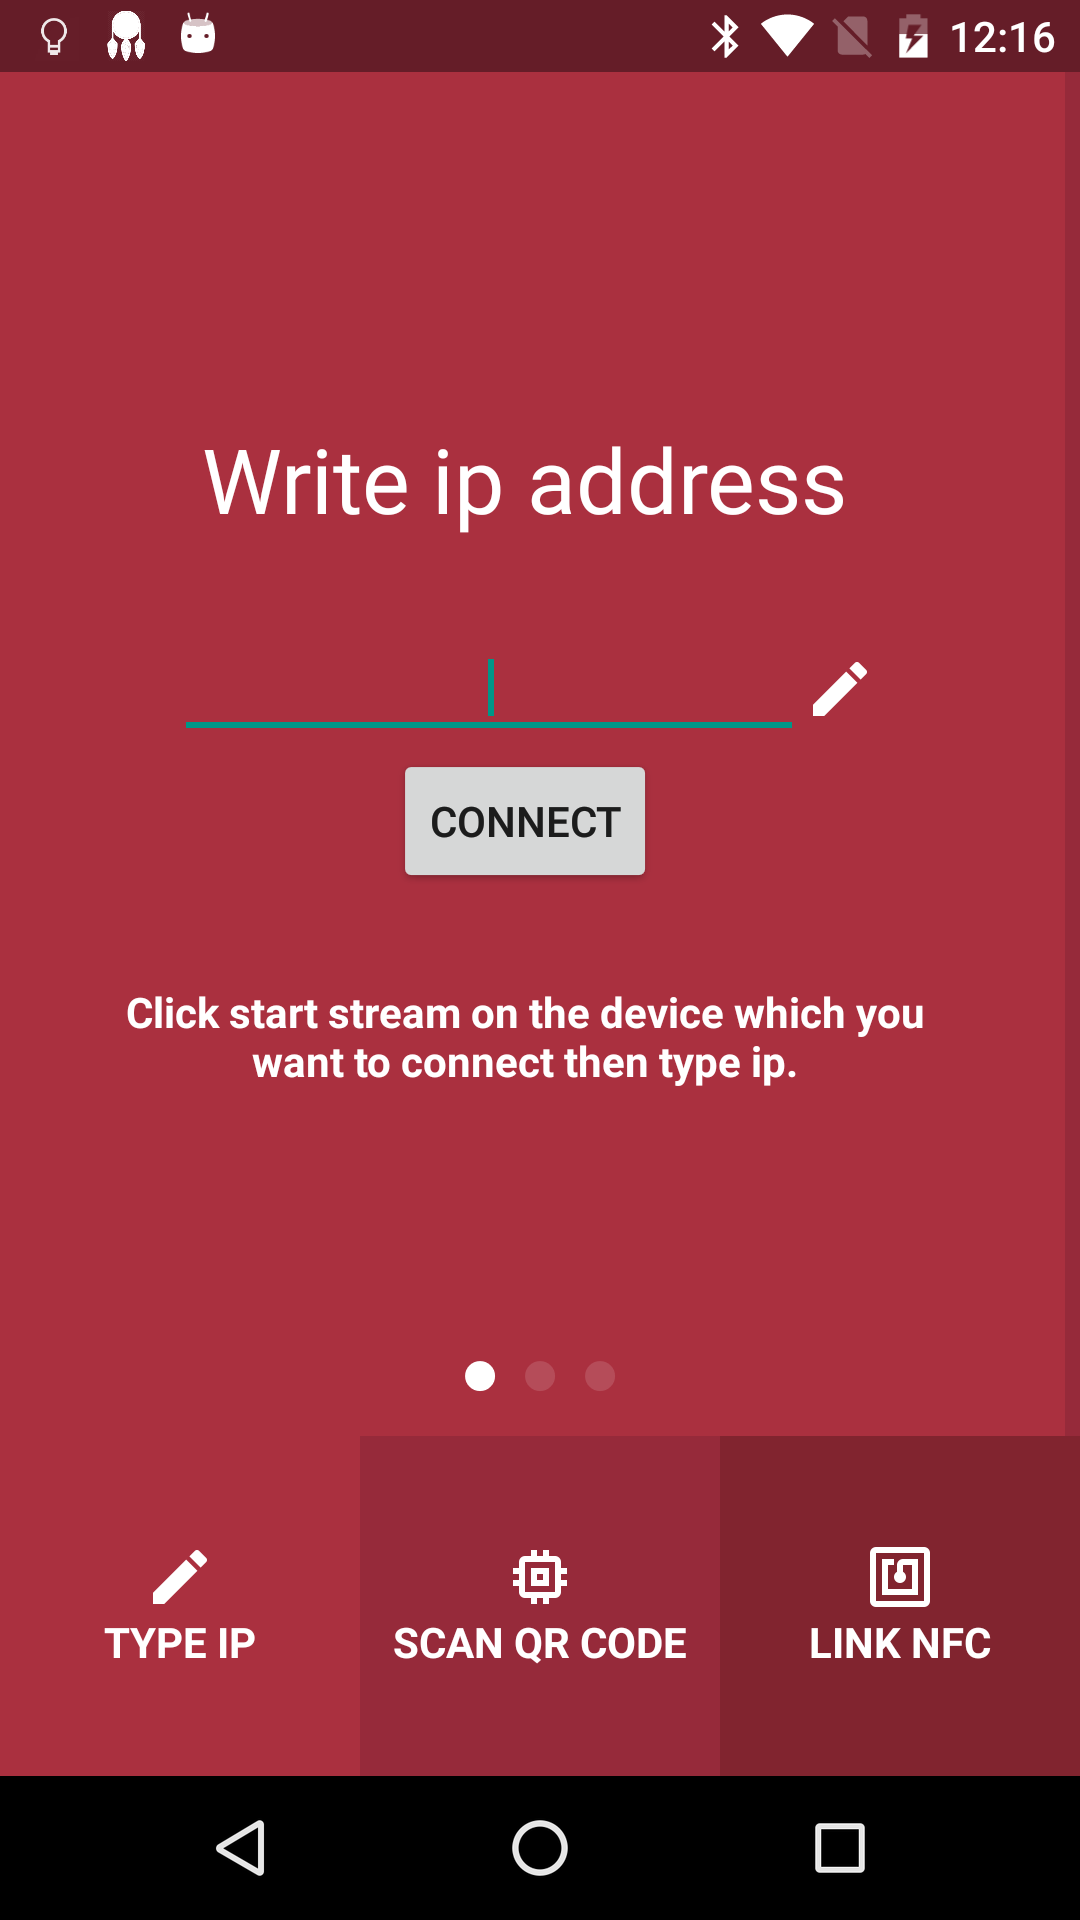 12:16
Write ip address
CONNECT
Click start stream on the device which you
want to connect then type ip.
TYPE IP
SCAN QR CODE
LINK NFC